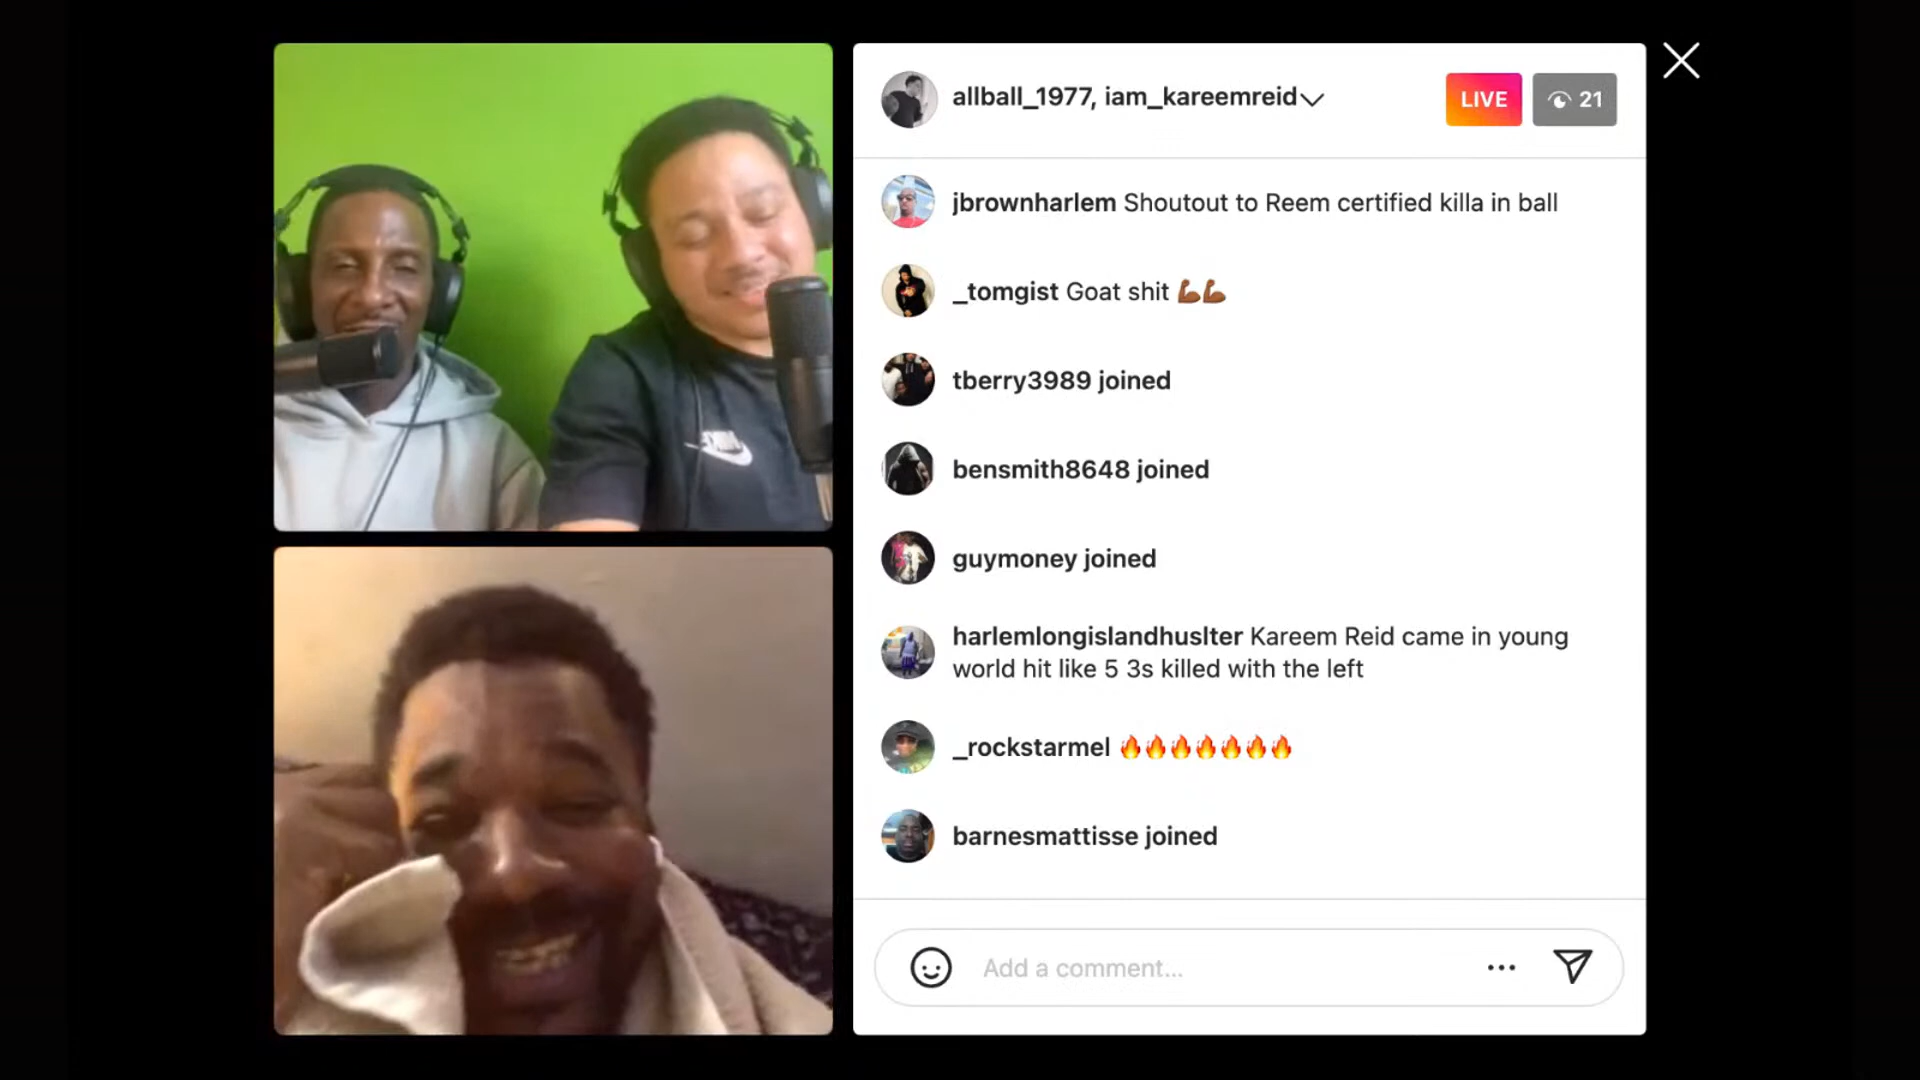 allball_1977, iam_kareemreid
LIVE
21
jbrownharlem Shoutout to Reem certified killa in ball
_tomgist Goat shit 💪🏾💪🏾
tberry3989 joined
bensmith8648 joined
guymoney joined
harlemlongislandhuslter Kareem Reid came in young
world hit like 5 3s killed with the left
_rockstarmel 🔥🔥🔥🔥🔥🔥🔥
barnesmattisse joined
Add a comment...